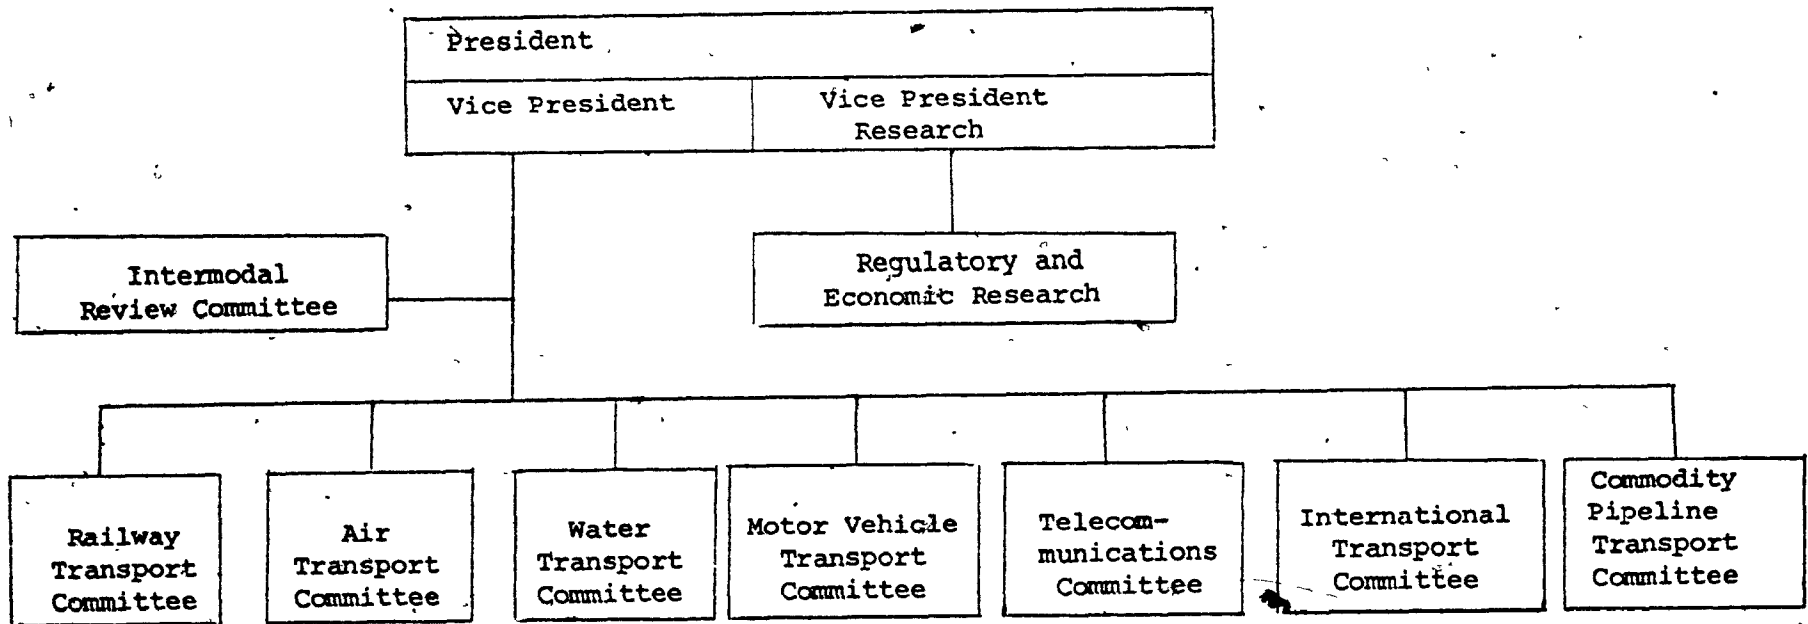 President
Vice President
Vice President
Research
Intermodal
Review Committee
Regulatory and
Economic Research
Railway
Transport
Committee
Air
Transport
Committee
Water
Transport
Committee
Motor Vehicle
Transport
Committee
Telecom-
munications
Committee
International
Transport
Committee
Commodity
Pipeline
Transport
Committee